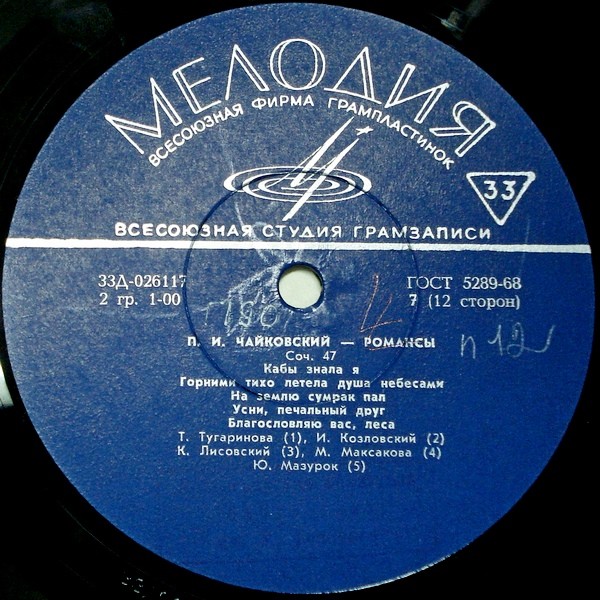 МЕЛОДИЯ
ВСЕСОЮЗНАЯ ФИРМА ГРАМПЛАСТИНОК
33
ВСЕСОЮЗНАЯ СТУДИЯ ГРАМЗАПИСИ
33Д-026117
ГОСТ 5289-68
2 гр. 1-00
7 (12 сторон)
П. И. ЧАЙКОВСКИЙ — РОМАНСЫ
п 12
Соч. 47
Кабы знала я
Горними тихо летела душа небесами
На землю сумрак пал
Усни, печальный друг
Благословляю вас, леса
Т. Тугаринова (1), И. Козловский (2)
К. Лисовский (3), М. Максакова (4)
Ю. Мазурок (5)